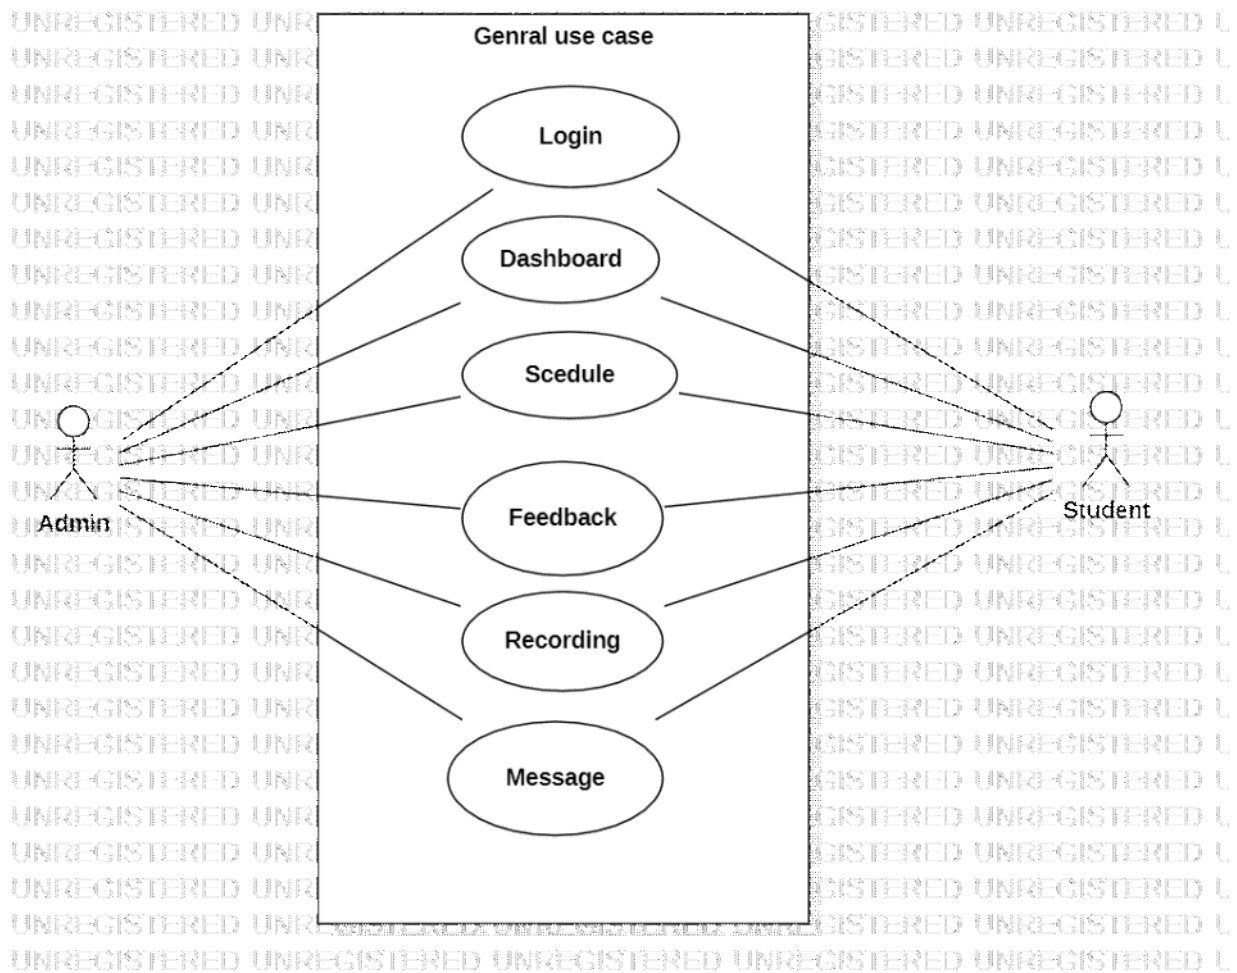 Genral use case
Login
Dashboard
Scedule
Feedback
Admin
Student
Recording
Message
UNREGISTERED UNREGISTERED UNREGISTERED UNREGISTERED UNREGISTERED U